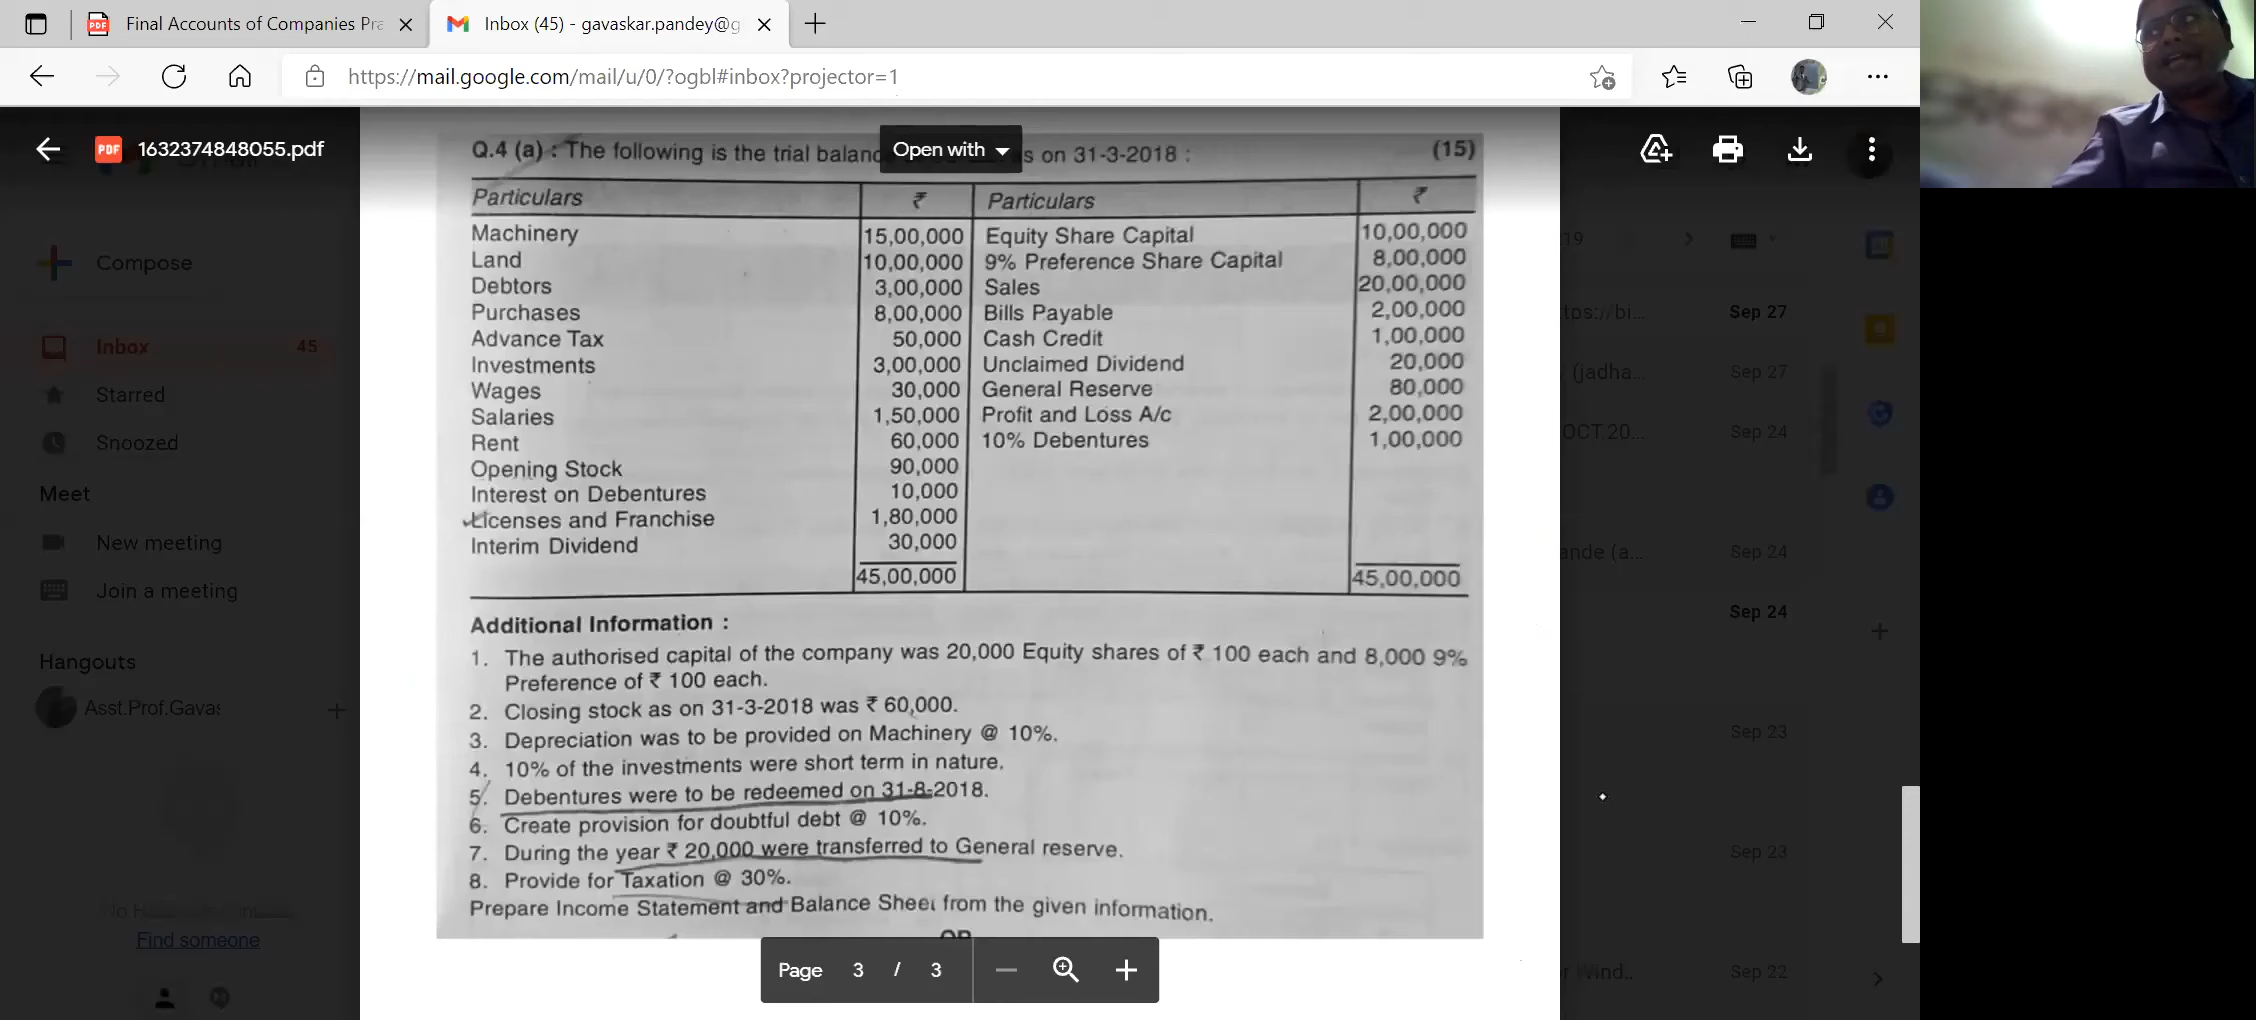 Final Accounts of Companies Pra
Inbox (45) - gavaskar.pandey@g
https://mail.google.com/mail/u/0/?ogbl#inbox?projector=1
PDF 1632374848055.pdf
Open with
Compose
Inbox 45
Starred
Snoozed
Meet
New meeting
Join a meeting
Hangouts
Asst.Prof.Gavas
Find someone
Q.4 (a) : The following is the trial balanc s on 31-3-2018 : (15)
Particulars ₹ Particulars ₹
Machinery 15,00,000 Equity Share Capital 10,00,000
Land 10,00,000 9% Preference Share Capital 8,00,000
Debtors 3,00,000 Sales 20,00,000
Purchases 8,00,000 Bills Payable 2,00,000
Advance Tax 50,000 Cash Credit 1,00,000
Investments 3,00,000 Unclaimed Dividend 20,000
Wages 30,000 General Reserve 80,000
Salaries 1,50,000 Profit and Loss A/c 2,00,000
Rent 60,000 10% Debentures 1,00,000
Opening Stock 90,000
Interest on Debentures 10,000
Licenses and Franchise 1,80,000
Interim Dividend 30,000
45,00,000 45,00,000
Additional Information :
1. The authorised capital of the company was 20,000 Equity shares of ₹ 100 each and 8,000 9%
Preference of ₹ 100 each.
2. Closing stock as on 31-3-2018 was ₹ 60,000.
3. Depreciation was to be provided on Machinery @ 10%.
4. 10% of the investments were short term in nature.
5. Debentures were to be redeemed on 31-8-2018.
6. Create provision for doubtful debt @ 10%.
7. During the year ₹ 20,000 were transferred to General reserve.
8. Provide for Taxation @ 30%.
Prepare Income Statement and Balance Sheet from the given information.
OR
Page 3 / 3
19
tps://bi... Sep 27
(jadha... Sep 27
OCT.20... Sep 24
ande (a... Sep 24
Sep 24
Sep 23
Sep 23
Sep 22